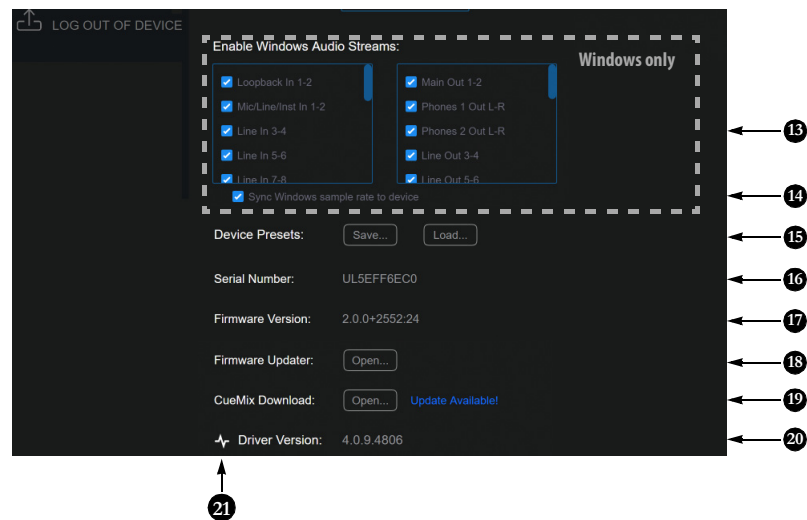 LOG OUT OF DEVICE
Enable Windows Audio Streams:
Windows only
Loopback In 1-2
Main Out 1-2
Mic/Line/Inst In 1-2
Phones 1 Out L-R
Line In 3-4
Phones 2 Out L-R
13
Line In 5-6
Line Out 3-4
Line In 7-8
Line Out 5-6
Sync Windows sample rate to device
14
Device Presets: Save... Load...
15
Serial Number: UL5EFF6EC0
16
Firmware Version: 2.0.0+2552:24
17
Firmware Updater: Open...
18
CueMix Download: Open... Update Available!
19
Driver Version: 4.0.9.4806
20
21